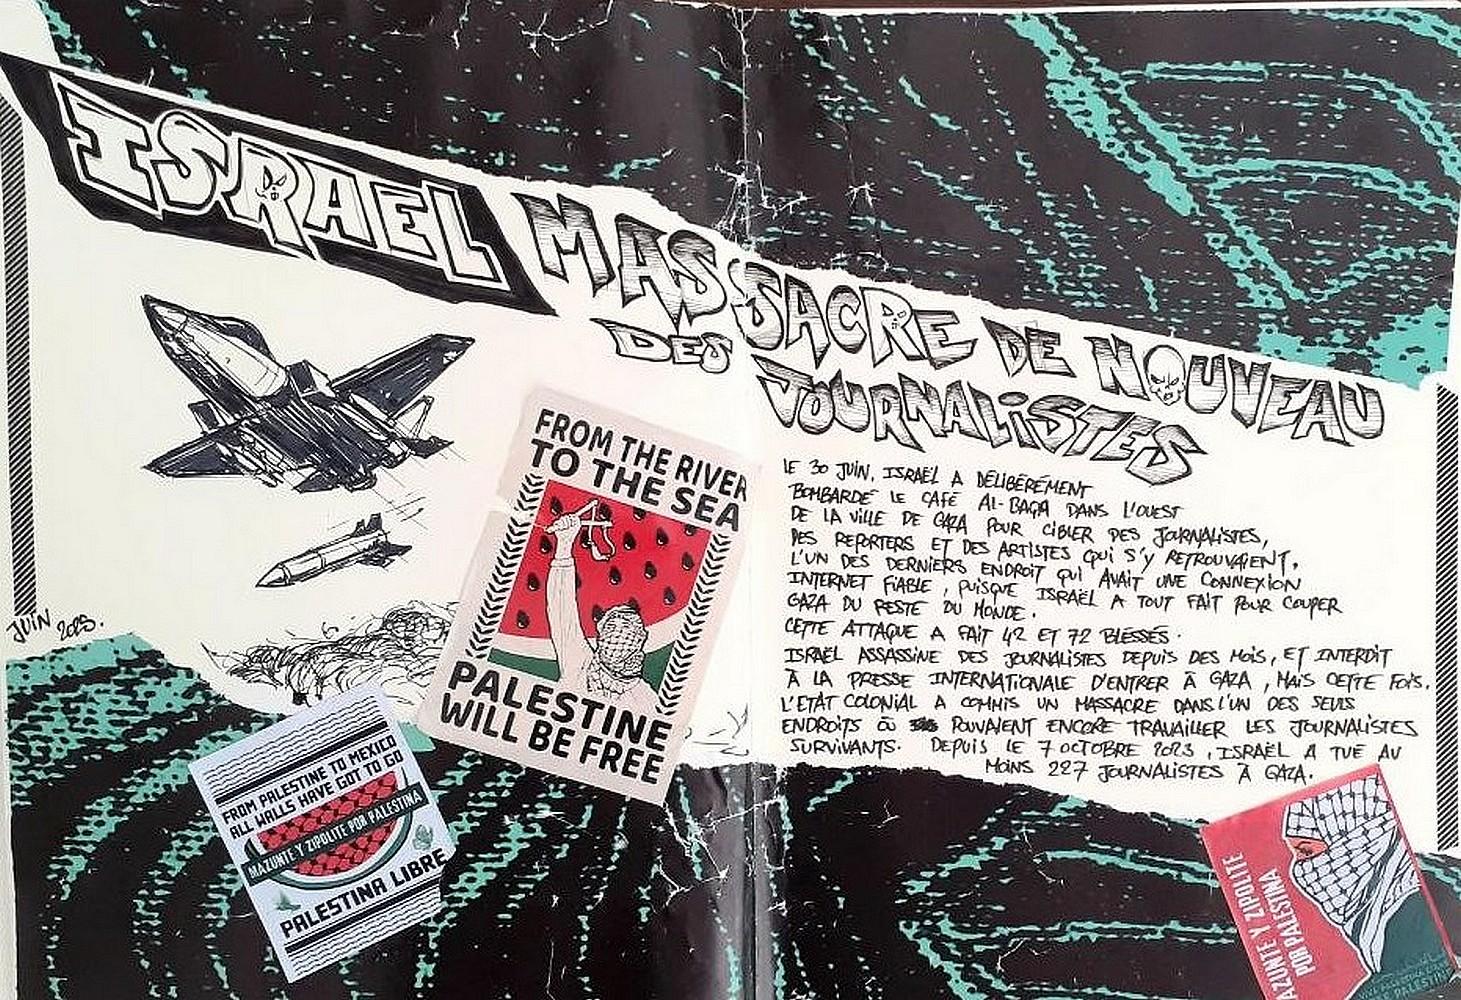 ISRAEL MASSACRE DE NOUVEAU
DES JOURNALISTES
JUIN 2025.
FROM THE RIVER
TO THE SEA
PALESTINE
WILL BE FREE
LE 30 JUIN, ISRAËL A DÉLIBÉRÉMENT
BOMBARDÉ LE CAFÉ AL-BAQA DANS L'OUEST
DE LA VILLE DE GAZA POUR CIBLER DES JOURNALISTES,
DES REPORTERS ET DES ARTISTES QUI S'Y RETROUVAIENT.
L'UN DES DERNIERS ENDROIT QUI AVAIT UNE CONNEXION
INTERNET FIABLE, PUISQUE ISRAËL A TOUT FAIT POUR COUPER
GAZA DU RESTE DU MONDE.
CETTE ATTAQUE A FAIT 42 ET 72 BLÉSSÉS.
ISRAËL ASSASSINE DES JOURNALISTES DEPUIS DES MOIS, ET INTERDIT
À LA PRESSE INTERNATIONALE D'ENTRER À GAZA, MAIS CETTE FOIS,
L'ÉTAT COLONIAL A COMMIS UN MASSACRE DANS L'UN DES SEULS
ENDROITS OÙ POUVAIENT ENCORE TRAVAILLER LES JOURNALISTES
SURVIVANTS. DEPUIS LE 7 OCTOBRE 2023, ISRAËL A TUÉ AU
MOINS 227 JOURNALISTES À GAZA.
FROM PALESTINE TO MEXICO
ALL WALLS HAVE GOT TO GO
MAZUNTE Y ZIPOLITE POR PALESTINA
PALESTINA LIBRE
AZUNTE Y ZIPOLITE
POR PALESTINA